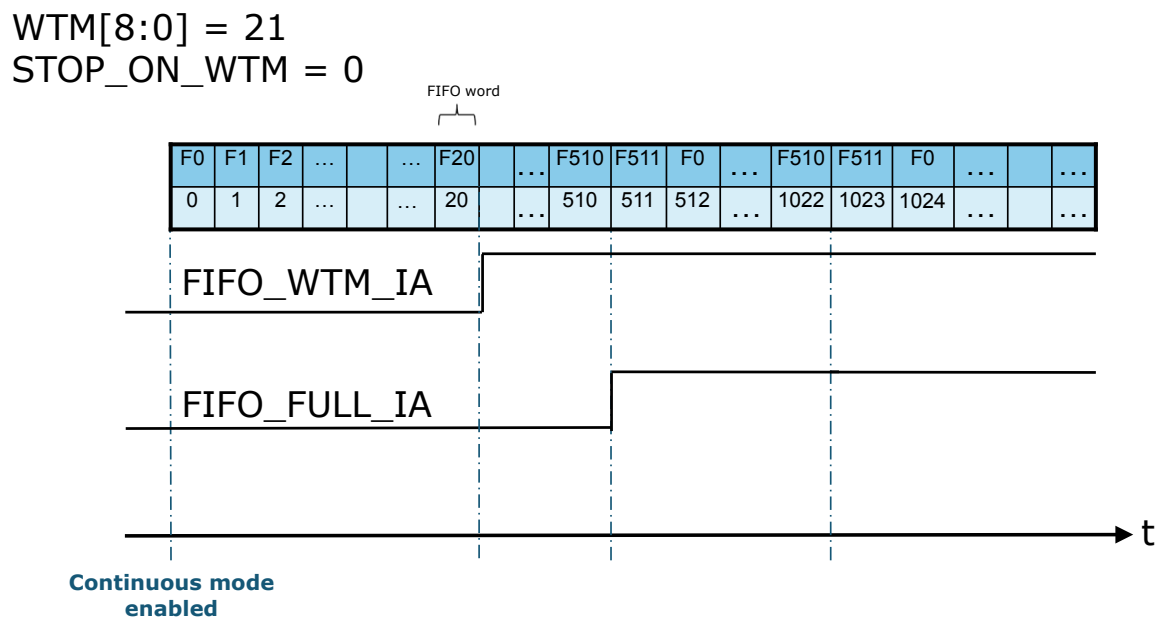 WTM[8:0] = 21
STOP_ON_WTM = 0
FIFO word
F0 F1 F2 ... ... F20 ... F510 F511 F0 ... F510 F511 F0 ... ...
0 1 2 ... ... 20 ... 510 511 512 ... 1022 1023 1024 ... ...
FIFO_WTM_IA
FIFO_FULL_IA
t
Continuous mode
enabled